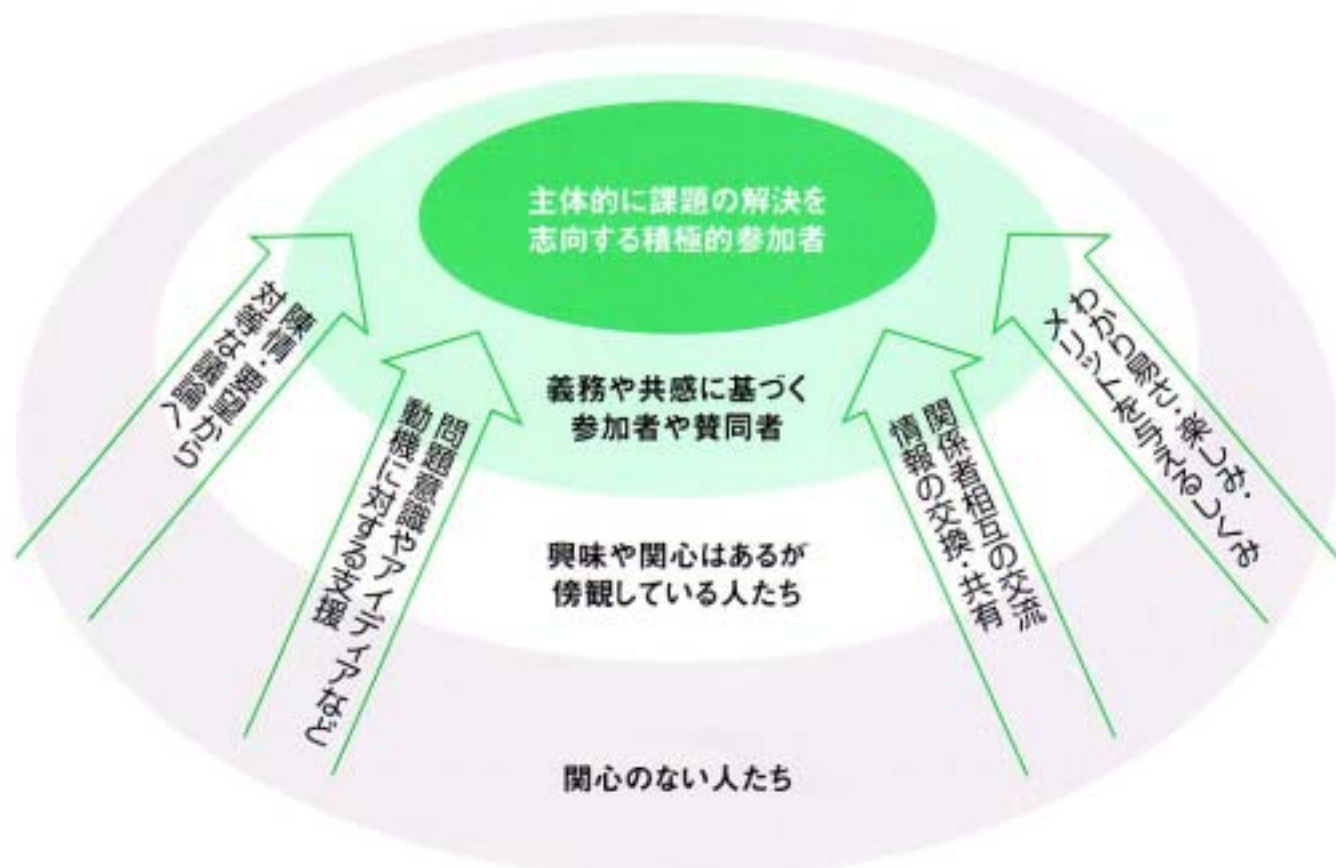 主体的に課題の解決を
志向する積極的参加者
義務や共感に基づく
参加者や賛同者
興味や関心はあるが
傍観している人たち
関心のない人たち
陳情・要望から
対等な議論へ
問題意識やアイディアなど
動機に対する支援
関係者相互の交流
情報の交換・共有
わかり易さ・楽しみ・
メリットを与えるしくみ